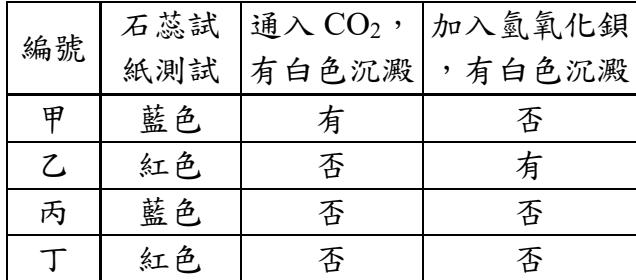 編號 石蕊試紙測試 通入 CO₂，有白色沉澱 加入氫氧化鋇，有白色沉澱
甲 藍色 有 否
乙 紅色 否 有
丙 藍色 否 否
丁 紅色 否 否